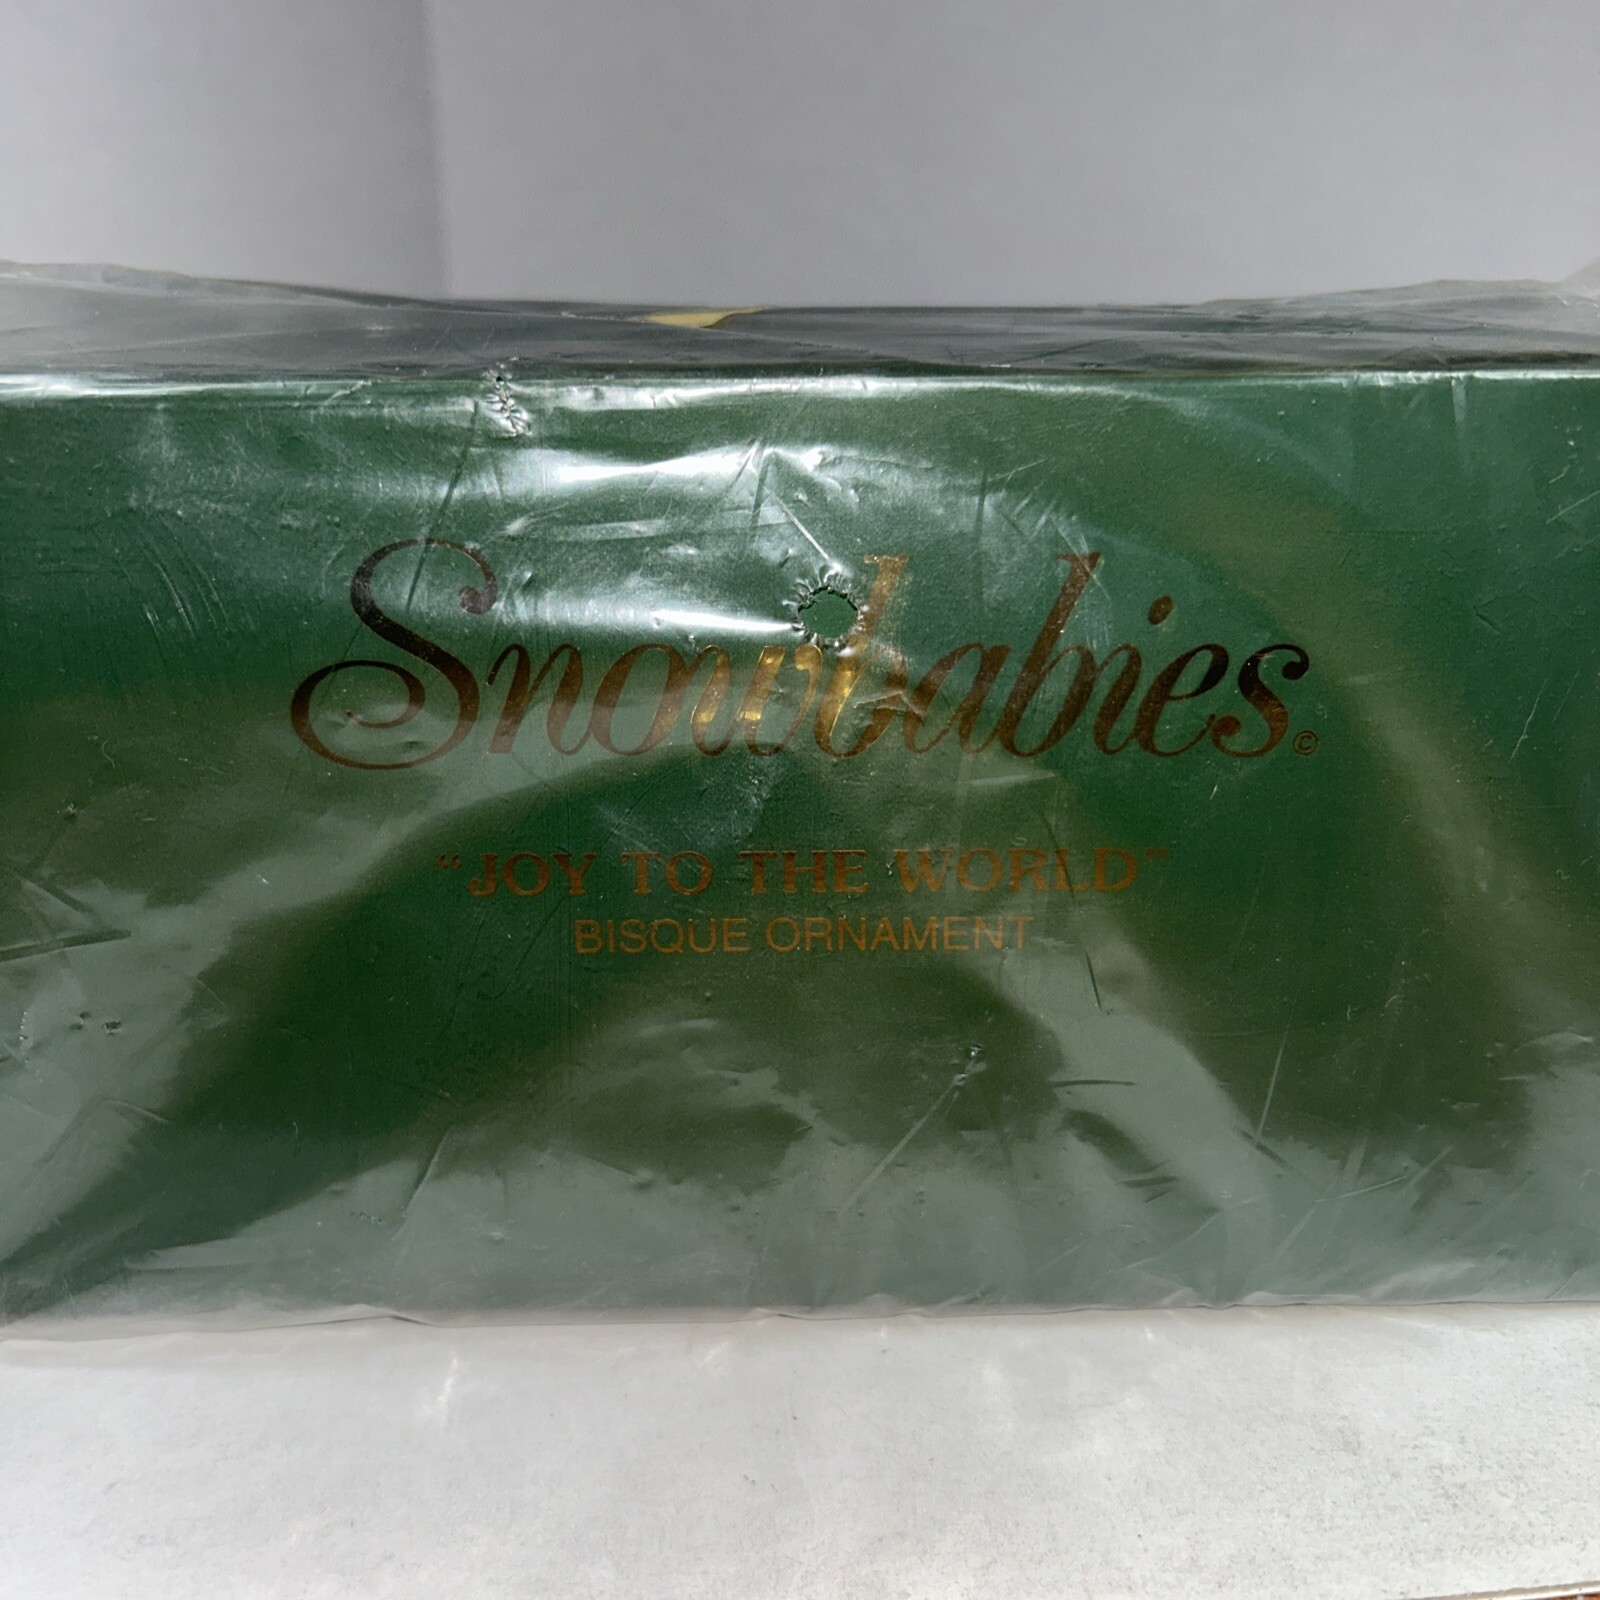 Snowbabies.©
"JOY TO THE WORLD"
BISQUE ORNAMENT